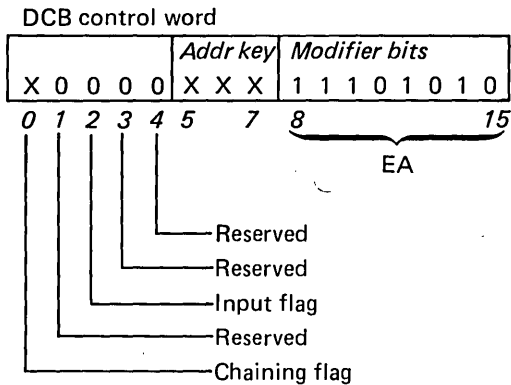 DCB control word
Addr key Modifier bits
X 0 0 0 0 X X X 1 1 1 0 1 0 1 0
0 1 2 3 4 5 7 8 15
EA
Reserved
Reserved
Input flag
Reserved
Chaining flag